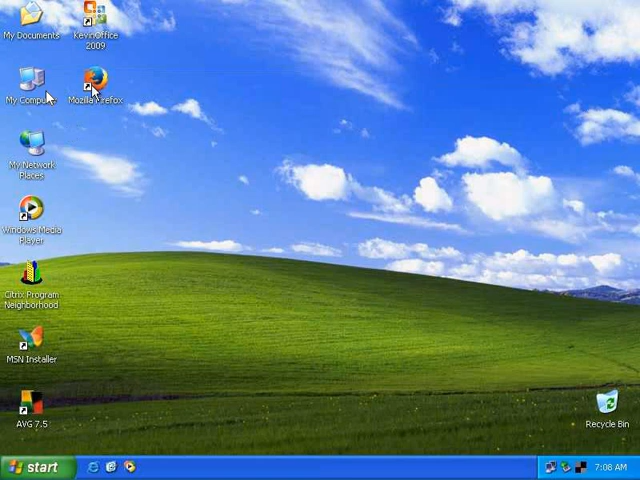 My Documents
KevinOffice
2009
My Compu
Mozilla Firefox
My Network
Places
Windows Media
Player
Citrix Program
Neighborhood
MSN Installer
AVG 7.5
Recycle Bin
start
7:08 AM